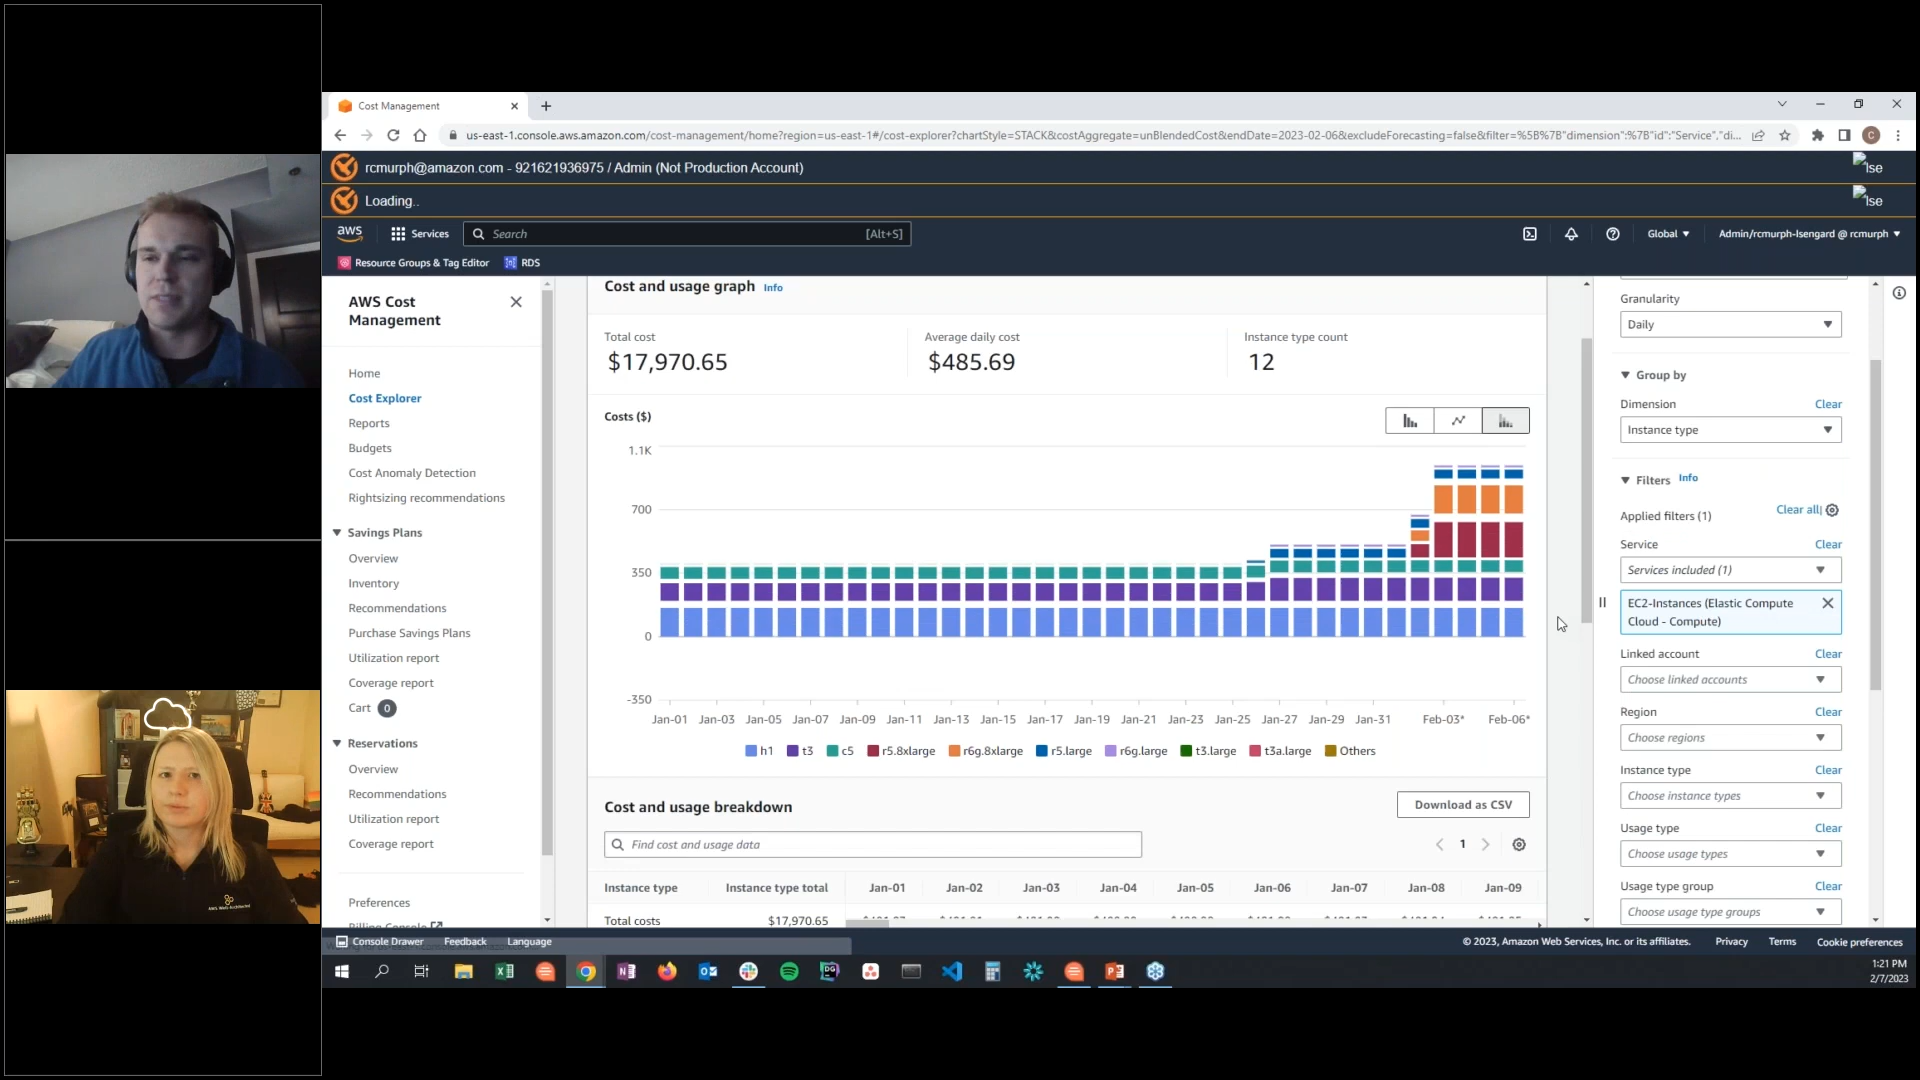 Cost Management
us-east-1.console.aws.amazon.com/cost-management/home?region=us-east-1#/cost-explorer?chartStyle=STACK&costAggregate=unBlendedCost&endDate=2023-02-06&excludeForecasting=false&filter=%5B%7B"dimension":%7B"id":"Service","di...
C
rcmurph@amazon.com - 921621936975 / Admin (Not Production Account)
Ise
Loading..
Ise
aws
Services
Search
[Alt+S]
Global
Admin/rcmurph-Isengard @ rcmurph
Resource Groups & Tag Editor
RDS
AWS Cost
Management
Home
Cost Explorer
Reports
Budgets
Cost Anomaly Detection
Rightsizing recommendations
Savings Plans
Overview
Inventory
Recommendations
Purchase Savings Plans
Utilization report
Coverage report
Cart 0
Reservations
Overview
Recommendations
Utilization report
Coverage report
Preferences
Billing Console
Cost and usage graph Info
Total cost
$17,970.65
Average daily cost
$485.69
Instance type count
12
Costs ($)
1.1K
700
350
0
-350
Jan-01 Jan-03 Jan-05 Jan-07 Jan-09 Jan-11 Jan-13 Jan-15 Jan-17 Jan-19 Jan-21 Jan-23 Jan-25 Jan-27 Jan-29 Jan-31 Feb-03* Feb-06*
h1 t3 c5 r5.8xlarge r6g.8xlarge r5.large r6g.large t3.large t3a.large Others
Cost and usage breakdown
Download as CSV
Find cost and usage data
1
Instance type Instance type total Jan-01 Jan-02 Jan-03 Jan-04 Jan-05 Jan-06 Jan-07 Jan-08 Jan-09
Total costs $17,970.65
Granularity
Daily
Group by
Dimension Clear
Instance type
Filters Info
Applied filters (1) Clear all
Service Clear
Services included (1)
EC2-Instances (Elastic Compute
Cloud - Compute)
Linked account Clear
Choose linked accounts
Region Clear
Choose regions
Instance type Clear
Choose instance types
Usage type Clear
Choose usage types
Usage type group Clear
Choose usage type groups
Console Drawer Feedback Language
© 2023, Amazon Web Services, Inc. or its affiliates. Privacy Terms Cookie preferences
1:21 PM
2/7/2023